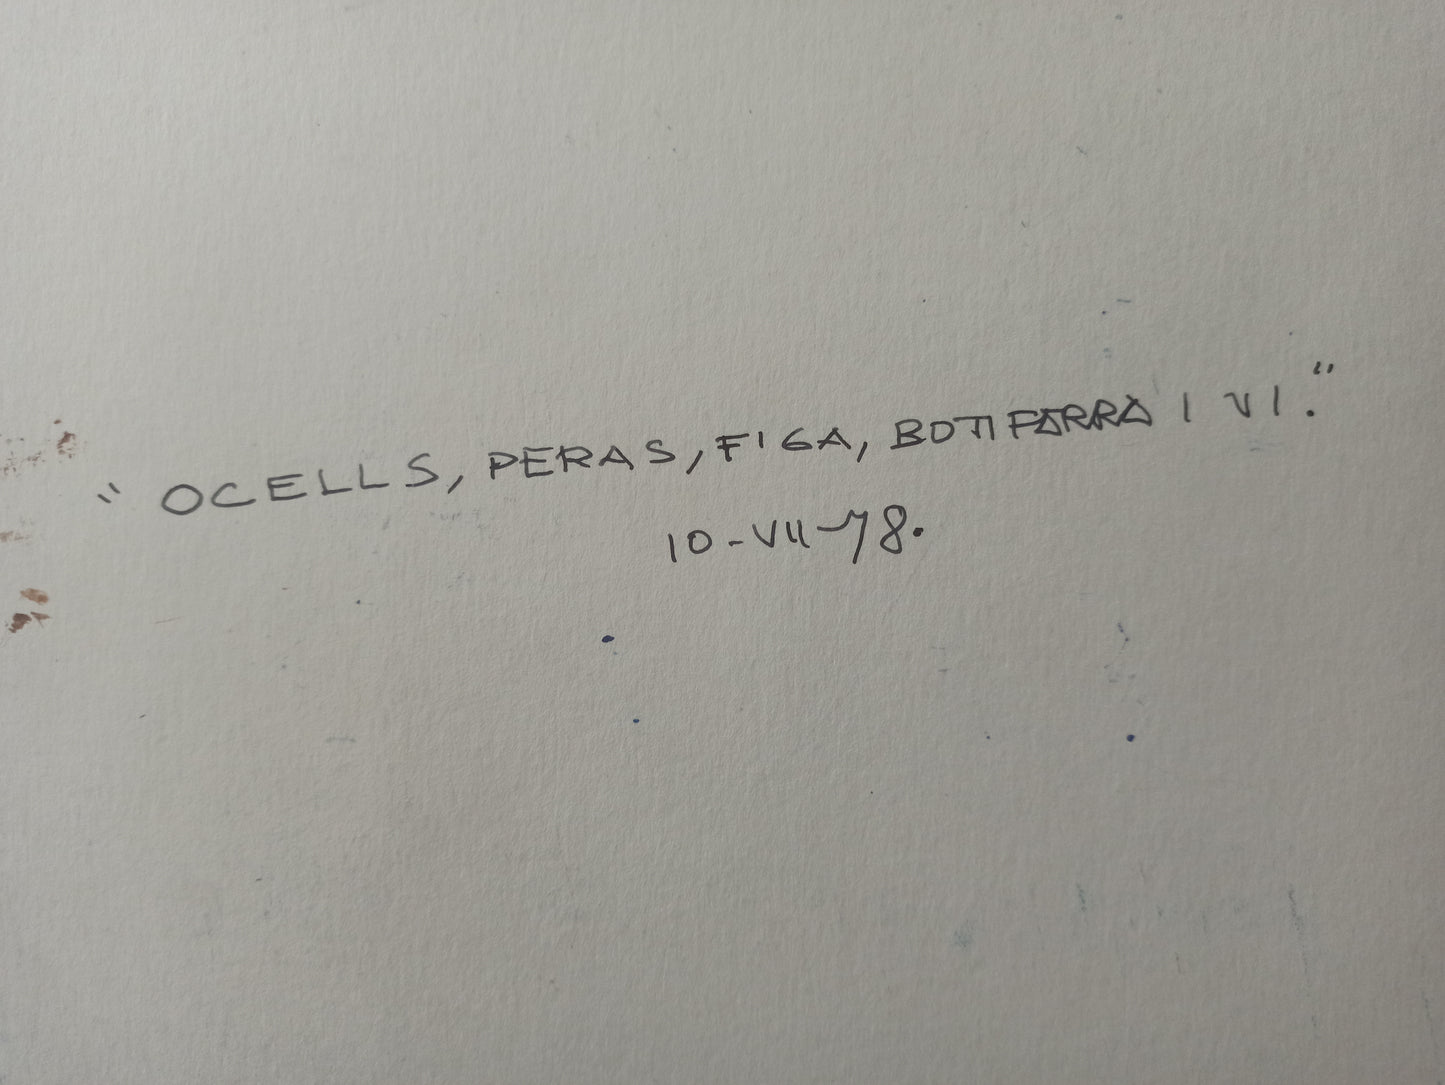 "OCELLS, PERAS, FIGA, BOTIFARRA I VI."
10-VII-78.